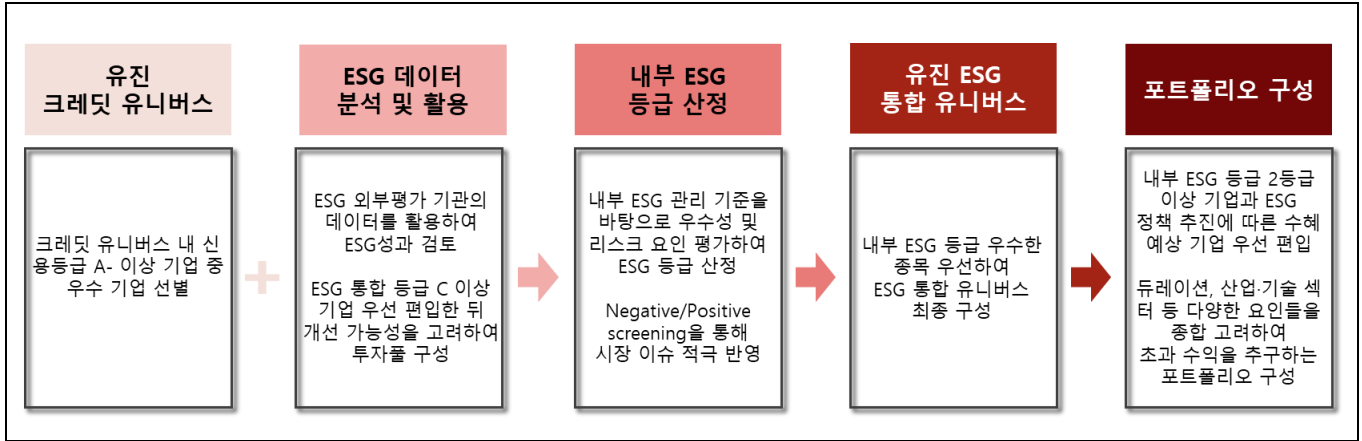 유진
크레딧 유니버스
크레딧 유니버스 내 신
용등급 A- 이상 기업 중
우수 기업 선별
ESG 데이터
분석 및 활용
ESG 외부평가 기관의
데이터를 활용하여
ESG성과 검토
ESG 통합 등급 C 이상
기업 우선 편입한 뒤
개선 가능성을 고려하여
투자풀 구성
내부 ESG
등급 산정
내부 ESG 관리 기준을
바탕으로 우수성 및
리스크 요인 평가하여
ESG 등급 산정
Negative/Positive
screening을 통해
시장 이슈 적극 반영
유진 ESG
통합 유니버스
내부 ESG 등급 우수한
종목 우선하여
ESG 통합 유니버스
최종 구성
포트폴리오 구성
내부 ESG 등급 2등급
이상 기업과 ESG
정책 추진에 따른 수혜
예상 기업 우선 편입
듀레이션, 산업·기술 섹
터 등 다양한 요인들을
종합 고려하여
초과 수익을 추구하는
포트폴리오 구성